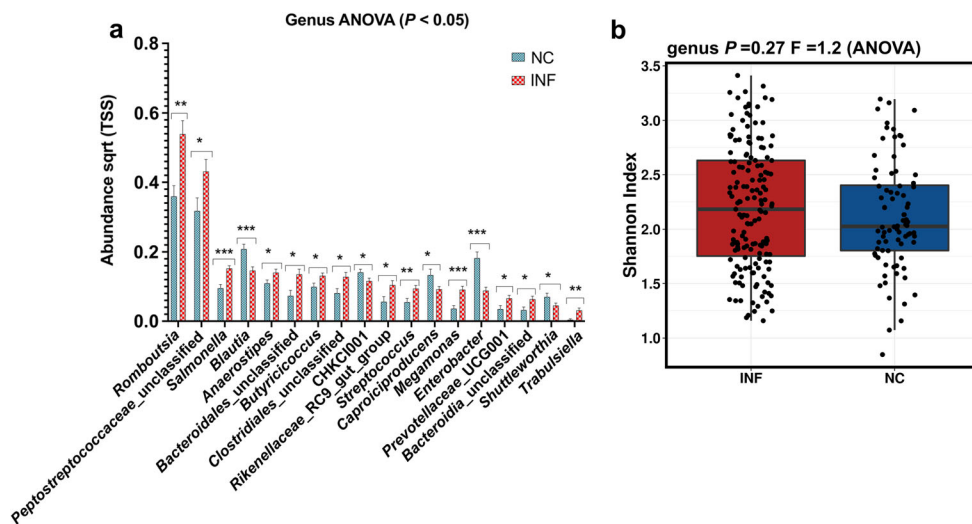 a
Genus ANOVA (P < 0.05)
Abundance sqrt (TSS)
0.8
0.6
0.4
0.2
0.0
NC
INF
**
*
***
***
*
*
*
*
*
*
**
*
***
***
*
*
*
**
Romboutsia
Peptostreptococcaceae_unclassified
Salmonella
Blautia
Anaerostipes
Bacteroidales_unclassified
Butyricicoccus
Clostridiales_unclassified
CHKCI001
Rikenellaceae_RC9_gut_group
Streptococcus
Caproiciproducens
Megamonas
Enterobacter
Prevotellaceae_UCG001
Bacteroidia_unclassified
Shuttleworthia
Trabulsiella
b
genus P =0.27 F =1.2 (ANOVA)
Shannon Index
3.5
3.0
2.5
2.0
1.5
1.0
INF
NC